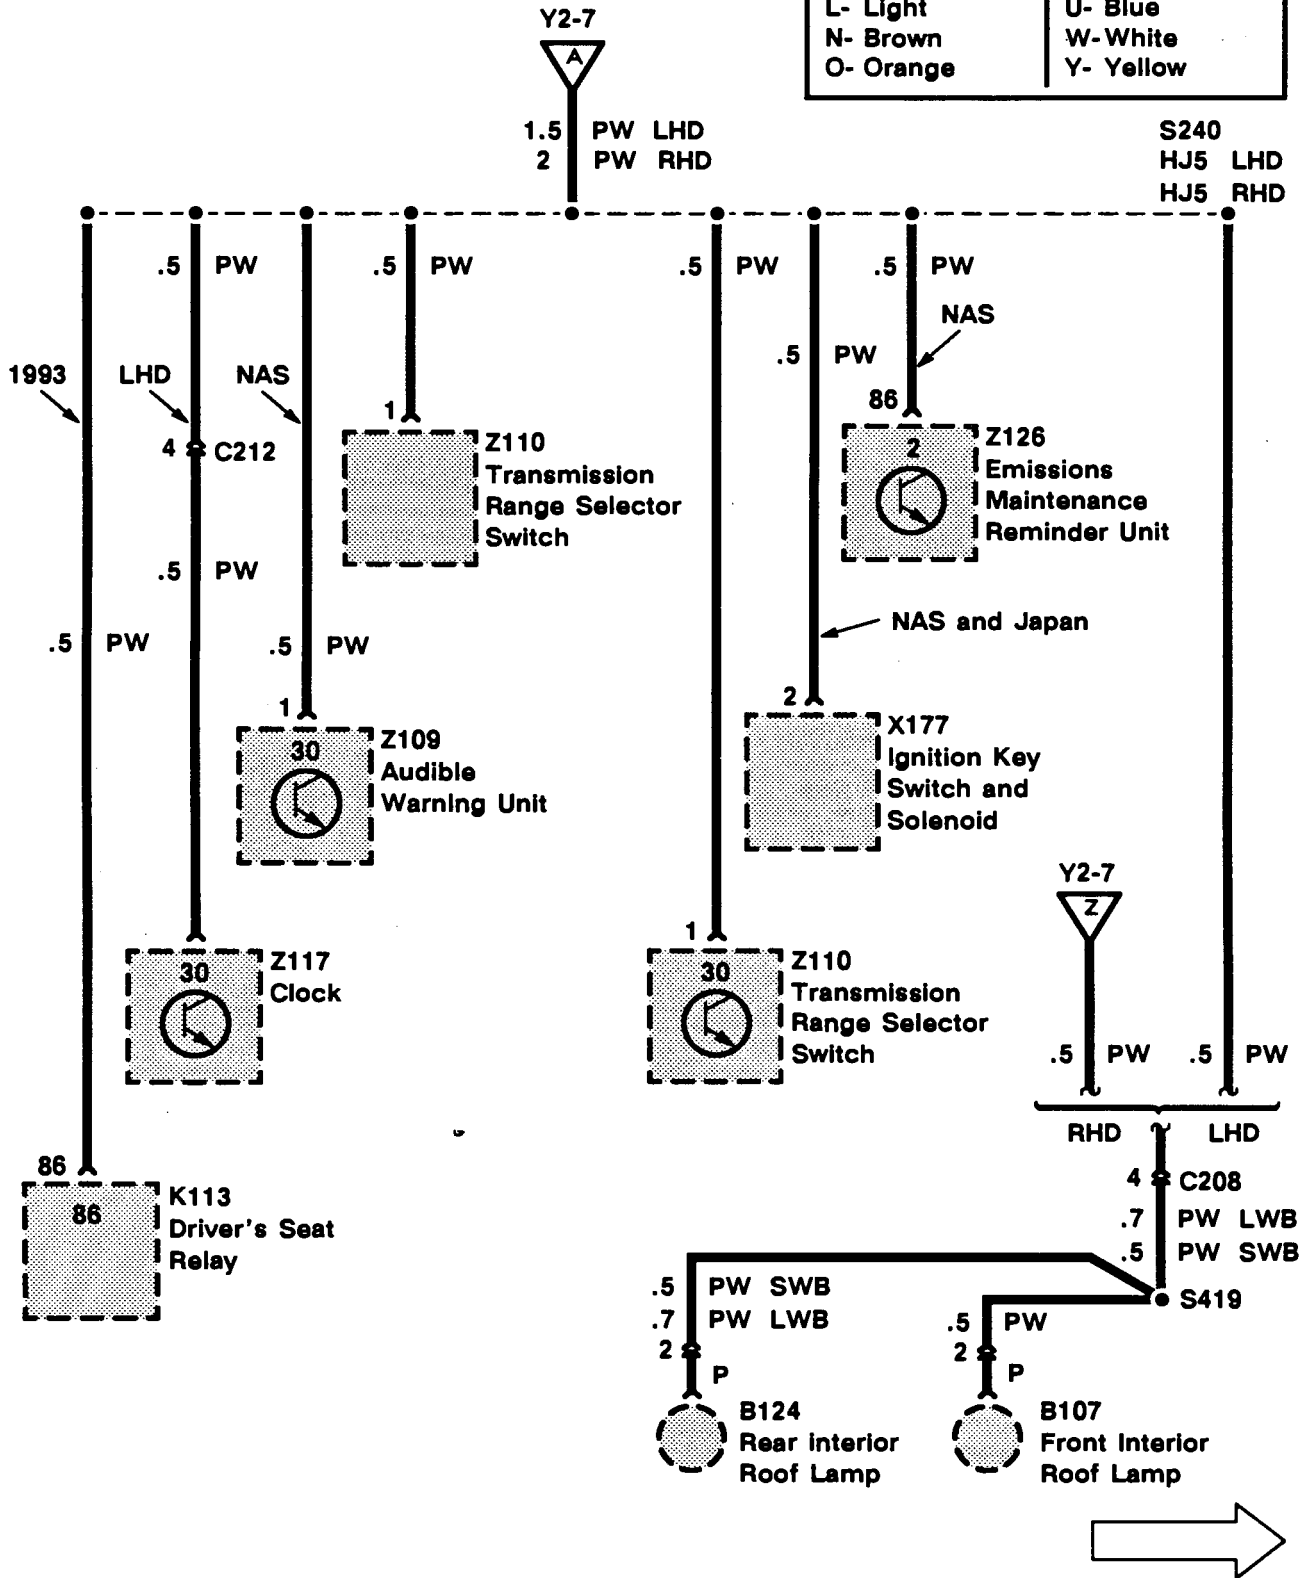 L- Light
U- Blue
N- Brown
W- White
O- Orange
Y- Yellow
Y2-7
A
1.5 PW LHD
2 PW RHD
S240
HJ5 LHD
HJ5 RHD
.5 PW
.5 PW
.5 PW
.5 PW
NAS
.5 PW
1993
LHD
NAS
1
86
4 C212
Z110
Transmission
Range Selector
Switch
2
Z126
Emissions
Maintenance
Reminder Unit
.5 PW
.5 PW
.5 PW
NAS and Japan
1
30
Z109
Audible
Warning Unit
2
X177
Ignition Key
Switch and
Solenoid
Y2-7
Z
30
Z117
Clock
1
30
Z110
Transmission
Range Selector
Switch
.5 PW
.5 PW
RHD
LHD
86
86
K113
Driver's Seat
Relay
4 C208
.7 PW LWB
.5 PW SWB
S419
.5 PW SWB
.7 PW LWB
2
P
.5 PW
2
P
B124
Rear interior
Roof Lamp
B107
Front Interior
Roof Lamp